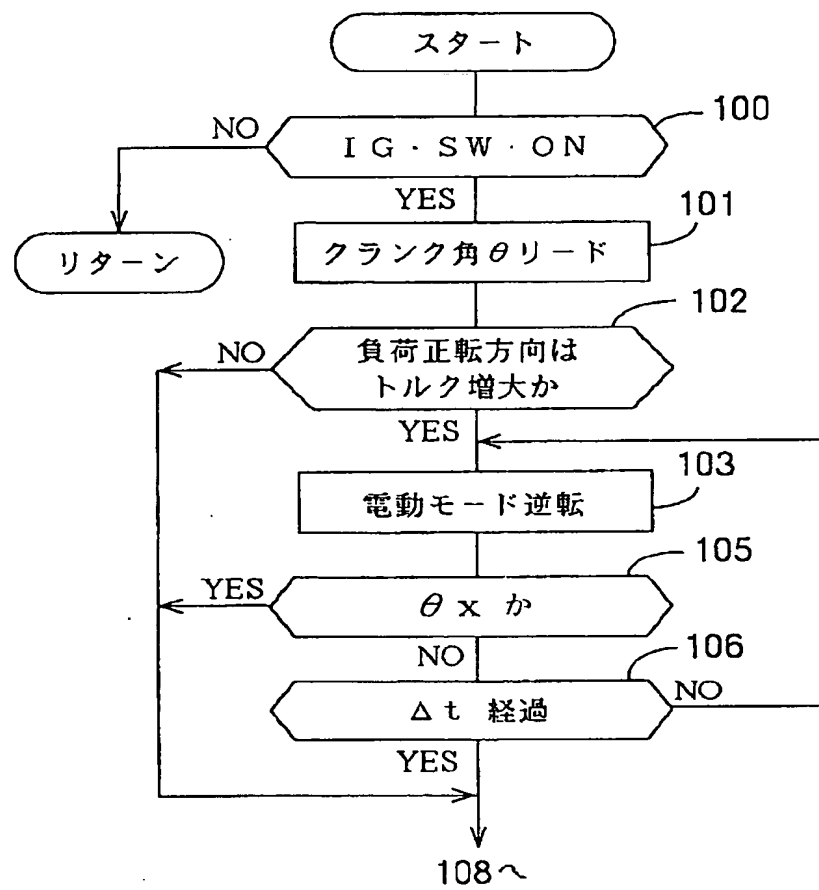 スタート
100
NO
IG・SW・ON
YES
101
クランク角θリード
リターン
102
NO
負荷正転方向は
トルク増大か
YES
103
電動モード逆転
105
YES
θxか
NO
106
NO
Δt 経過
YES
108へ